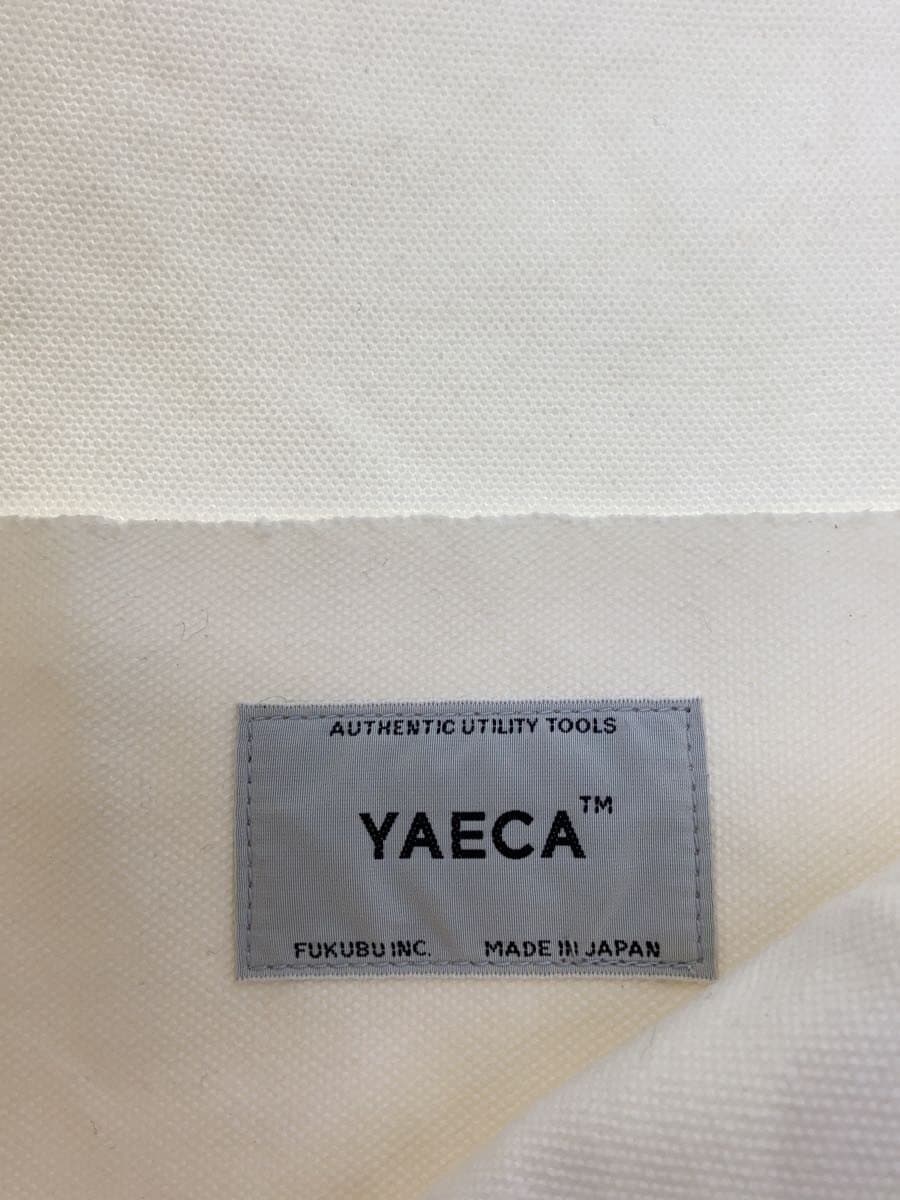 AUTHENTIC UTILITY TOOLS
YAECA™
FUKUBU INC. MADE IN JAPAN